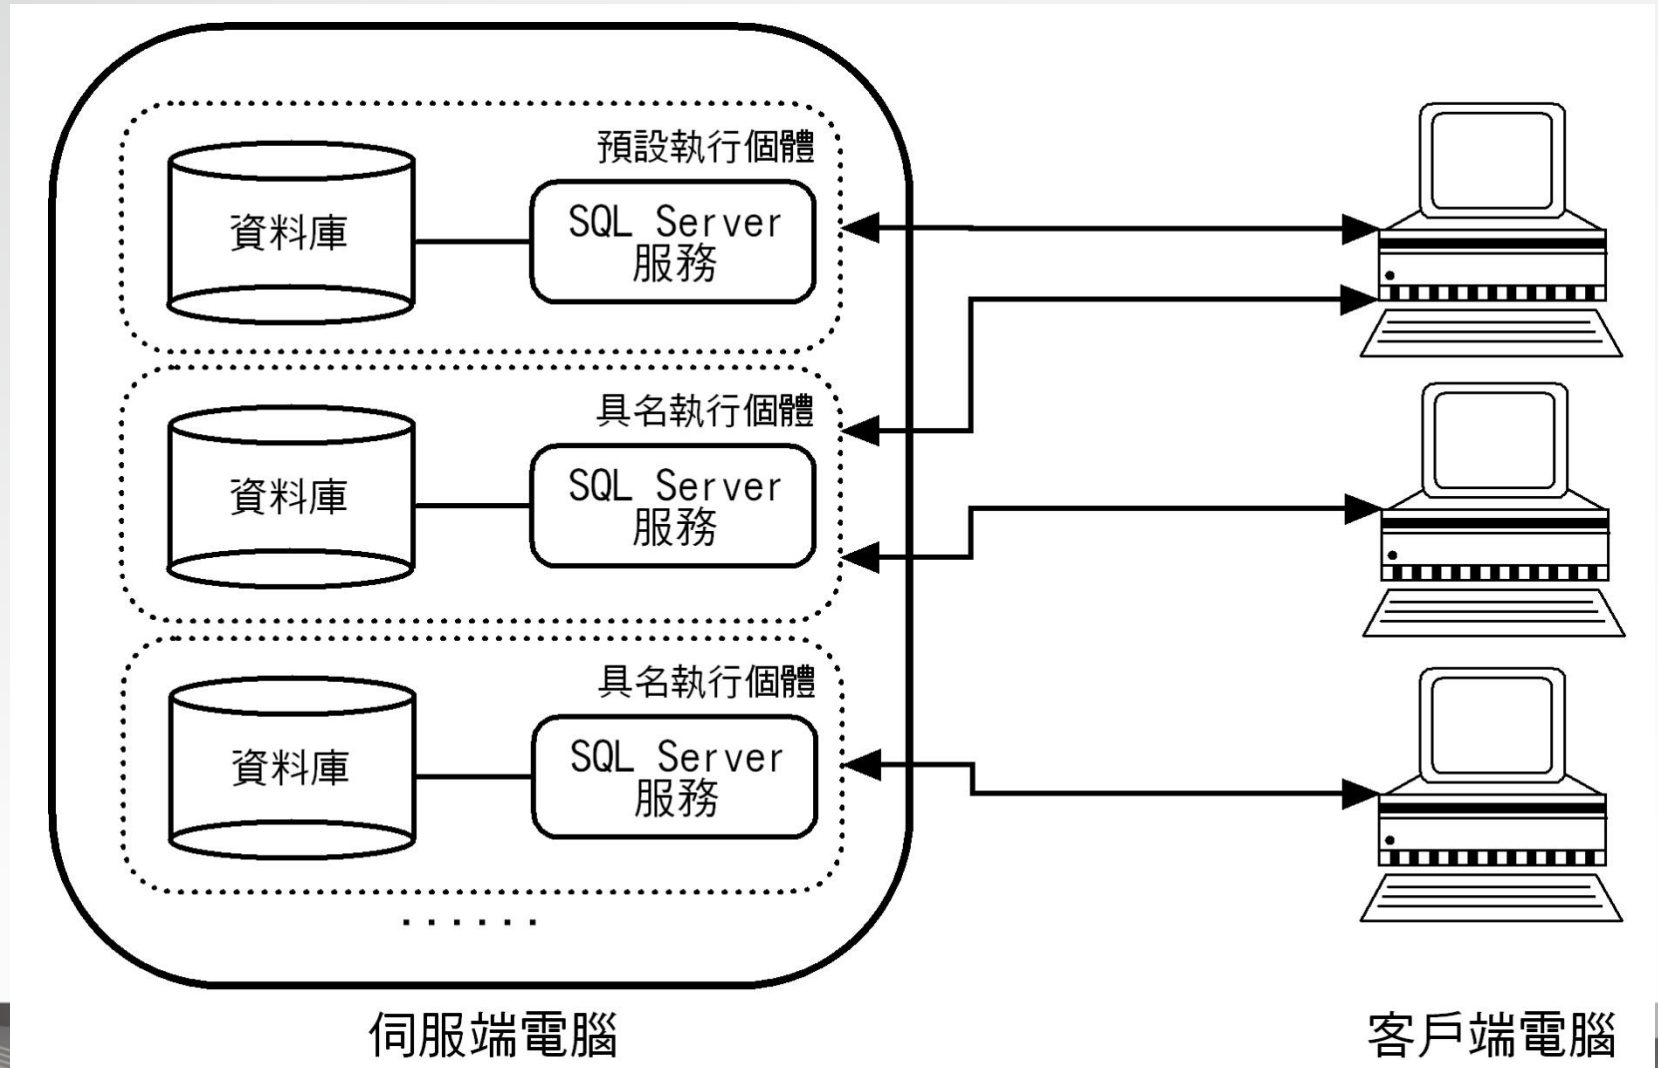 預設執行個體
資料庫
SQL Server
服務
具名執行個體
資料庫
SQL Server
服務
具名執行個體
資料庫
SQL Server
服務
......
伺服端電腦
客戶端電腦